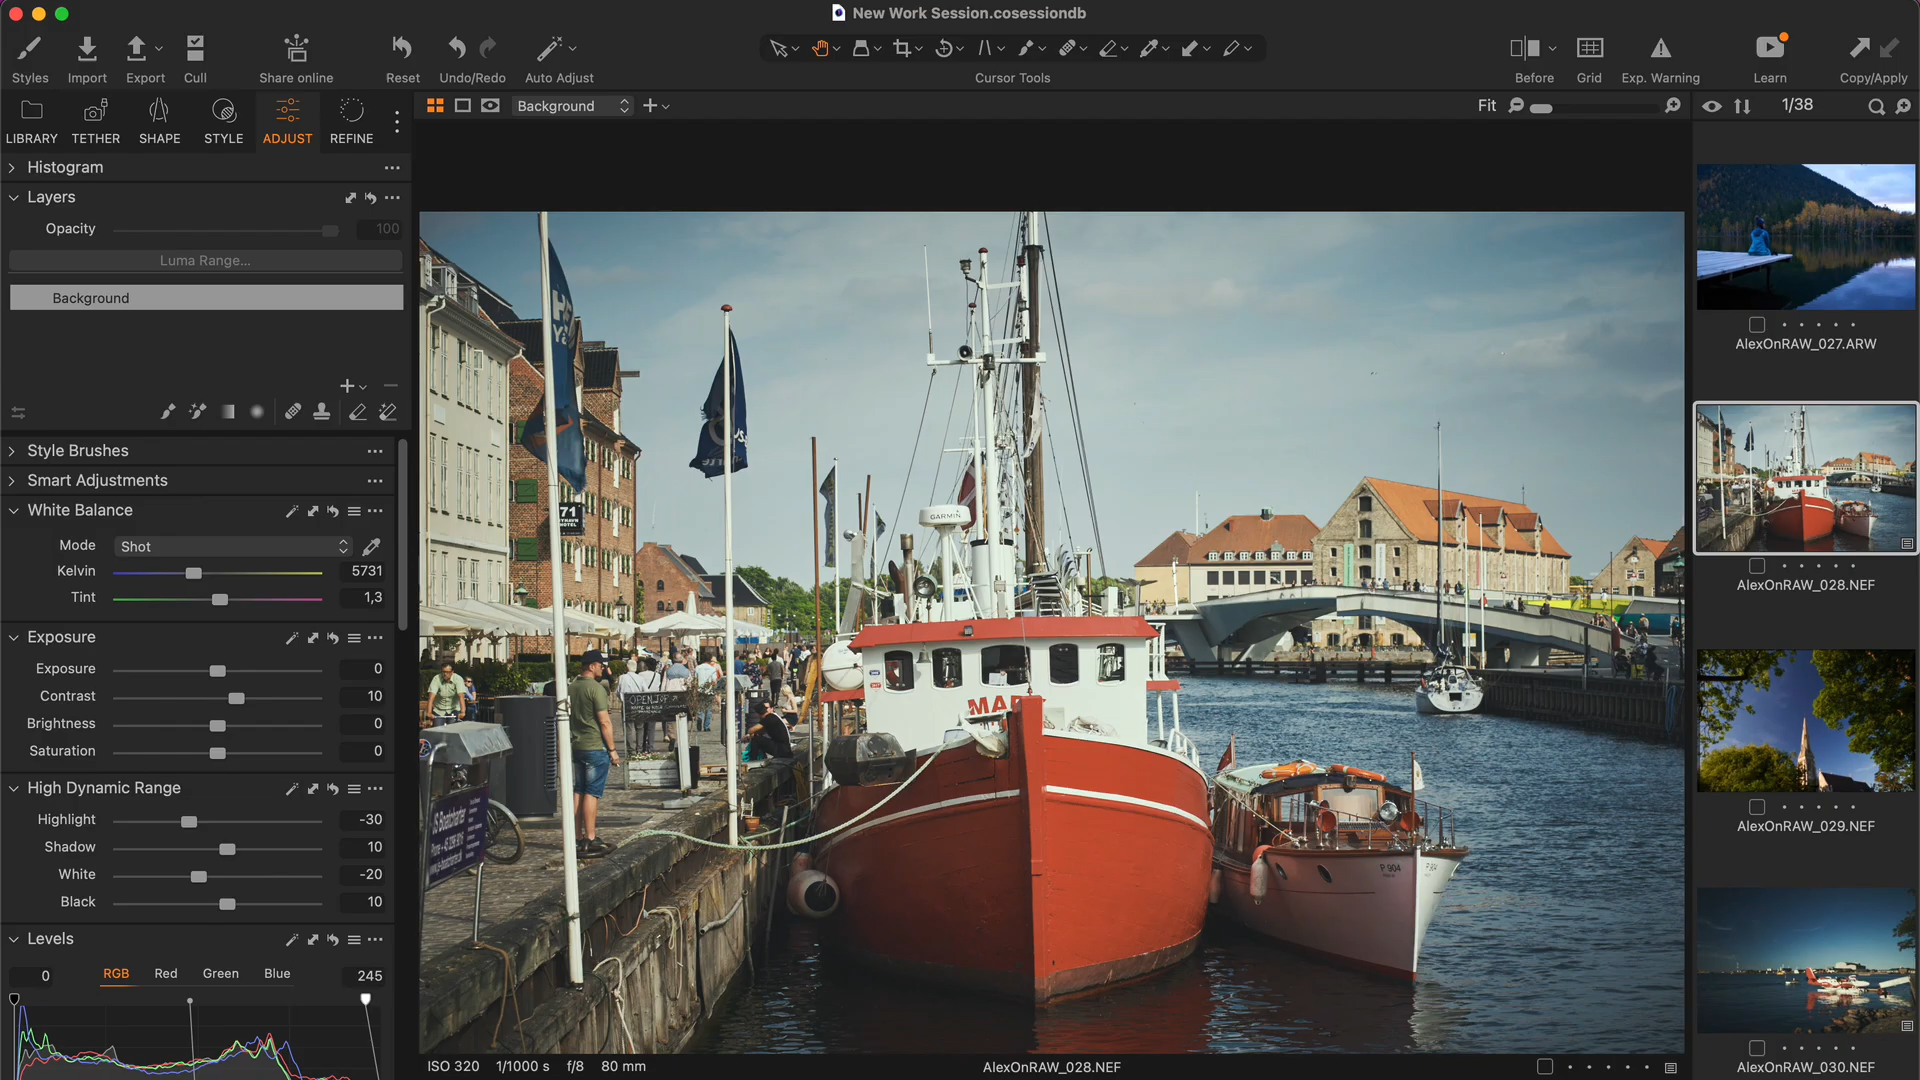 New Work Session.cosessiondb
Styles
Import
Export
Cull
Share online
Reset
Undo/Redo
Auto Adjust
Cursor Tools
Before
Grid
Exp. Warning
Learn
Copy/Apply
LIBRARY
TETHER
SHAPE
STYLE
ADJUST
REFINE
Background
Fit
1/38
Histogram
Layers
Opacity 100
Luma Range...
Background
Style Brushes
Smart Adjustments
White Balance
Mode Shot
Kelvin 5731
Tint 1,3
Exposure
Exposure 0
Contrast 10
Brightness 0
Saturation 0
High Dynamic Range
Highlight -30
Shadow 10
White -20
Black 10
Levels
0 RGB Red Green Blue 245
71
GARMIN
P 904
ISO 320 1/1000 s f/8 80 mm
AlexOnRAW_028.NEF
AlexOnRAW_027.ARW
AlexOnRAW_028.NEF
AlexOnRAW_029.NEF
AlexOnRAW_030.NEF